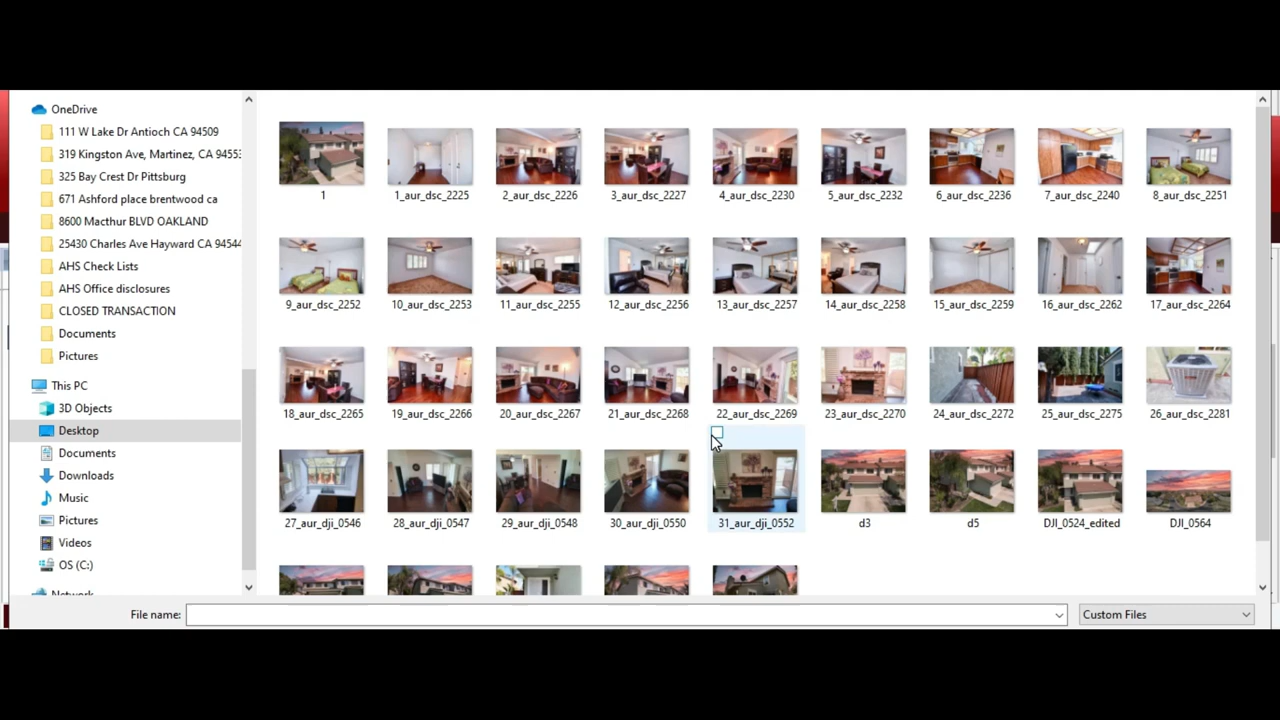 OneDrive
111 W Lake Dr Antioch CA 94509
319 Kingston Ave, Martinez, CA 9455
325 Bay Crest Dr Pittsburg
671 Ashford place brentwood ca
8600 Macthur BLVD OAKLAND
25430 Charles Ave Hayward CA 94544
AHS Check Lists
AHS Office disclosures
CLOSED TRANSACTION
Documents
Pictures
This PC
3D Objects
Desktop
Documents
Downloads
Music
Pictures
Videos
OS (C:)
Network
1 1_aur_dsc_2225 2_aur_dsc_2226 3_aur_dsc_2227 4_aur_dsc_2230 5_aur_dsc_2232 6_aur_dsc_2236 7_aur_dsc_2240 8_aur_dsc_2251
9_aur_dsc_2252 10_aur_dsc_2253 11_aur_dsc_2255 12_aur_dsc_2256 13_aur_dsc_2257 14_aur_dsc_2258 15_aur_dsc_2259 16_aur_dsc_2262 17_aur_dsc_2264
18_aur_dsc_2265 19_aur_dsc_2266 20_aur_dsc_2267 21_aur_dsc_2268 22_aur_dsc_2269 23_aur_dsc_2270 24_aur_dsc_2272 25_aur_dsc_2275 26_aur_dsc_2281
27_aur_dji_0546 28_aur_dji_0547 29_aur_dji_0548 30_aur_dji_0550 31_aur_dji_0552 d3 d5 DJI_0524_edited DJI_0564
File name: Custom Files